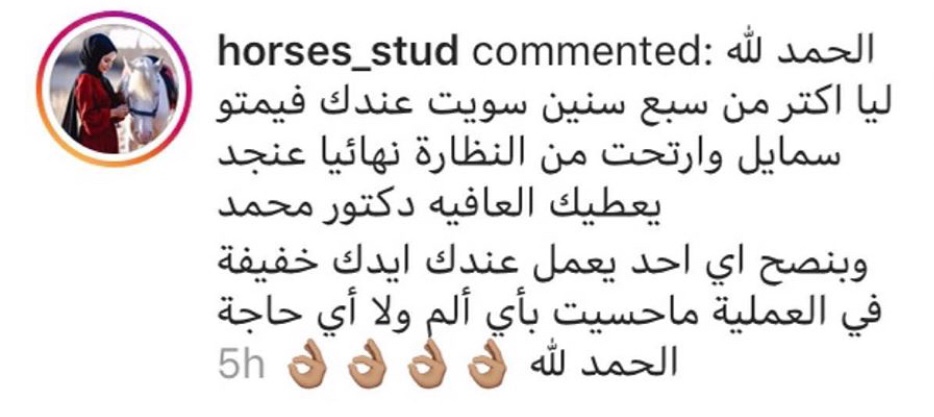 horses_stud commented: الحمد لله
ليا اكتر من سبع سنين سويت عندك فيمتو
سمايل وارتحت من النظارة نهائيا عنجد
يعطيك العافيه دكتور محمد
وبنصح اي احد يعمل عندك ايدك خفيفة
في العملية ماحسيت بأي ألم ولا أي حاجة
الحمد لله 👌🏽👌🏽👌🏽👌🏽 5h